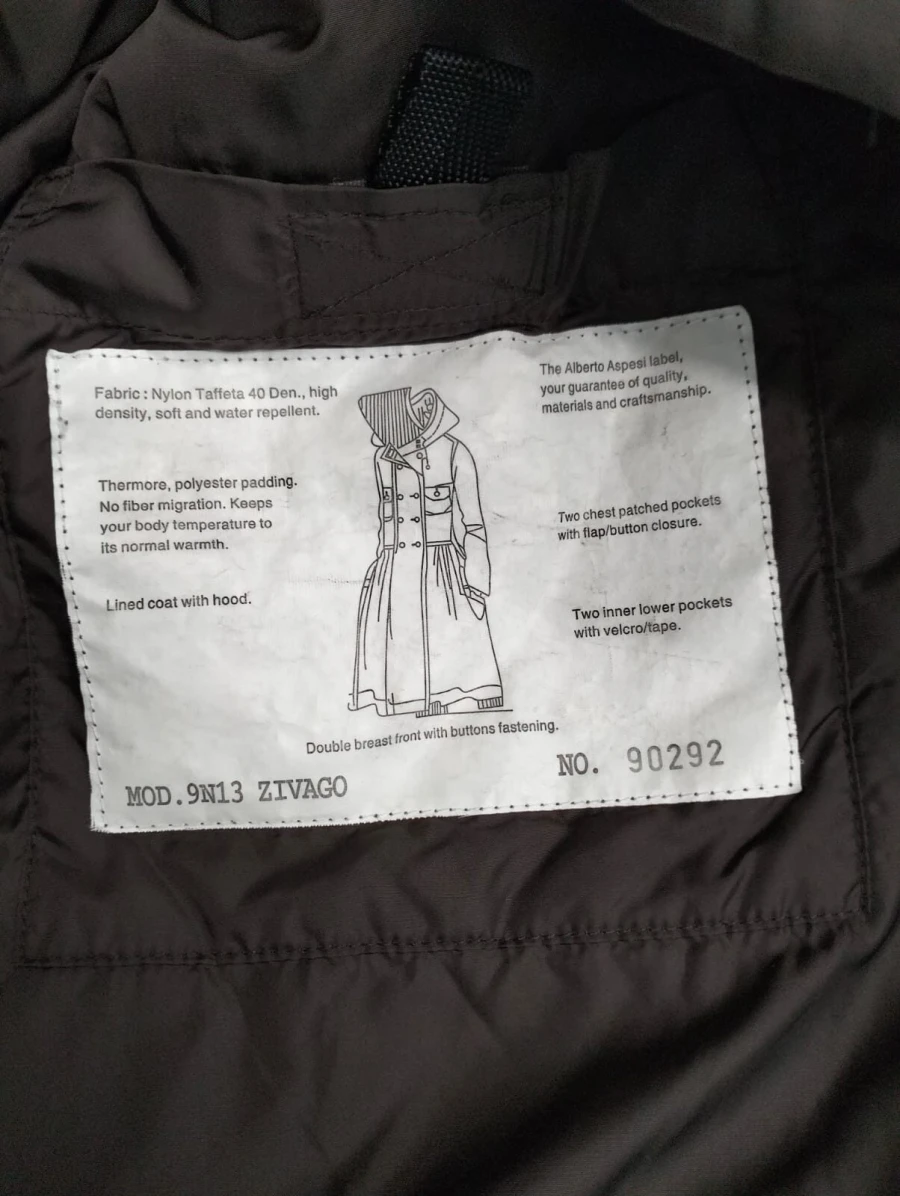 Fabric : Nylon Taffeta 40 Den., high
density, soft and water repellent.
The Alberto Aspesi label,
your guarantee of quality,
materials and craftsmanship.
Thermore, polyester padding.
No fiber migration. Keeps
your body temperature to
its normal warmth.
Two chest patched pockets
with flap/button closure.
Lined coat with hood.
Two inner lower pockets
with velcro/tape.
Double breast front with buttons fastening.
MOD.9N13 ZIVAGO
NO. 90292